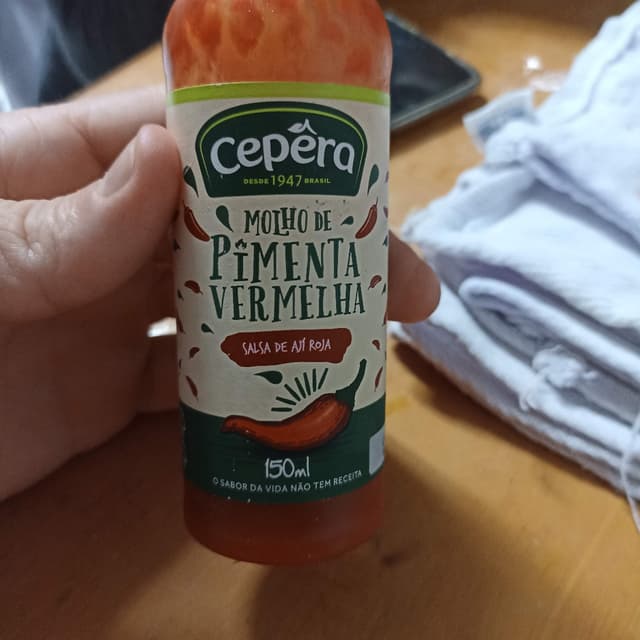 cepêra
DESDE 1947 BRASIL
MOLHO DE
PIMENTA
VERMELHA
SALSA DE AJÍ ROJA
150ml
O SABOR DA VIDA NÃO TEM RECEITA